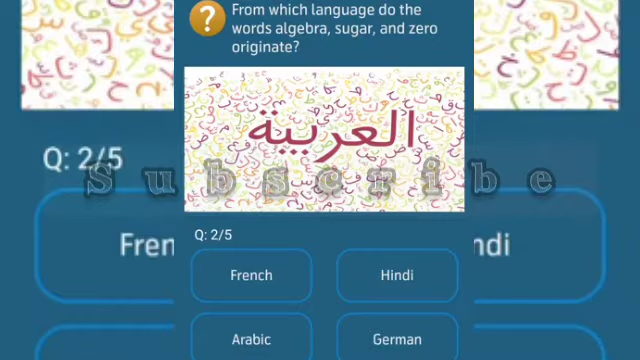 From which language do the
words algebra, sugar, and zero
originate?
العربية
Subscribe
Q: 2/5
Q: 2/5
French
Hindi
Arabic
German